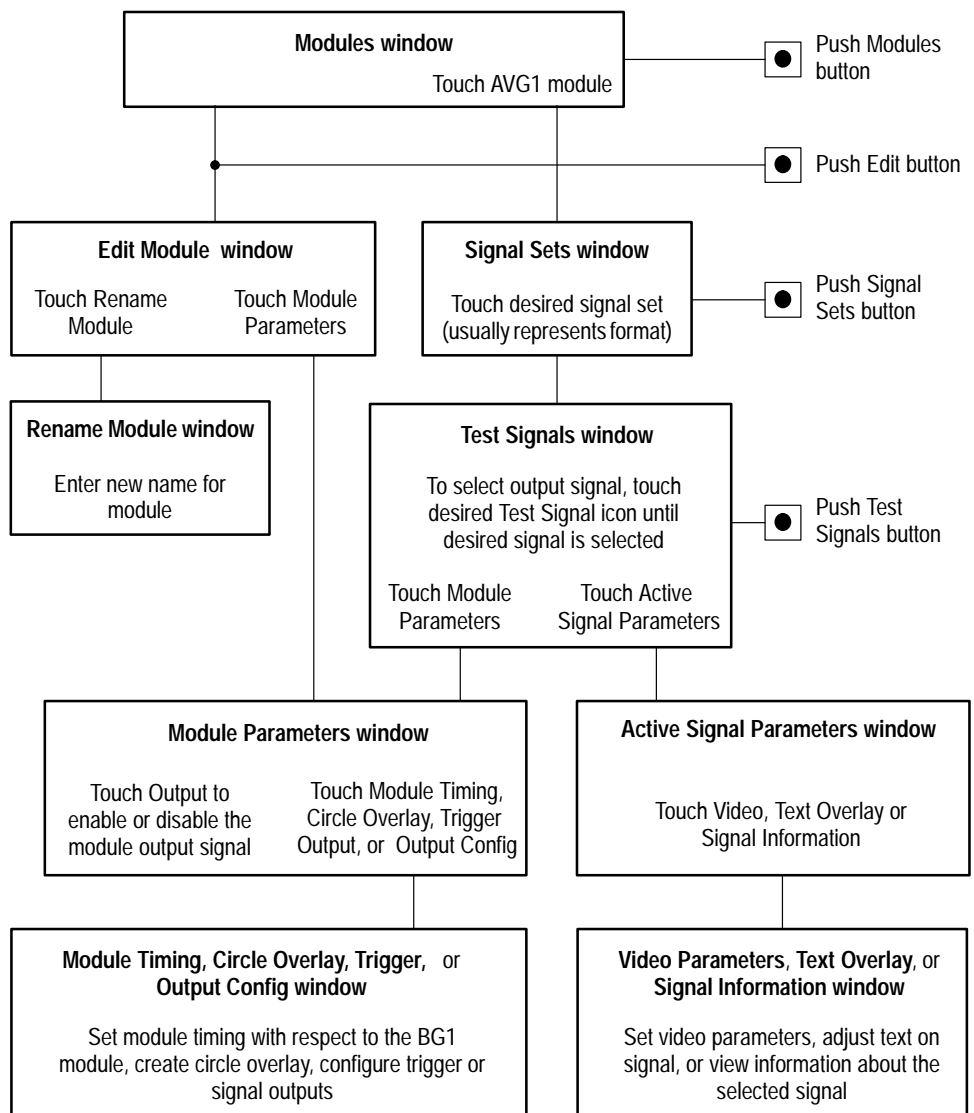 Modules window
Touch AVG1 module
Push Modules
button
Push Edit button
Edit Module window
Touch Rename
Module
Touch Module
Parameters
Signal Sets window
Touch desired signal set
(usually represents format)
Push Signal
Sets button
Rename Module window
Enter new name for
module
Test Signals window
To select output signal, touch
desired Test Signal icon until
desired signal is selected
Touch Module
Parameters
Touch Active
Signal Parameters
Push Test
Signals button
Module Parameters window
Touch Output to
enable or disable the
module output signal
Touch Module Timing,
Circle Overlay, Trigger
Output, or Output Config
Active Signal Parameters window
Touch Video, Text Overlay or
Signal Information
Module Timing, Circle Overlay, Trigger, or
Output Config window
Set module timing with respect to the BG1
module, create circle overlay, configure trigger or
signal outputs
Video Parameters, Text Overlay, or
Signal Information window
Set video parameters, adjust text on
signal, or view information about the
selected signal